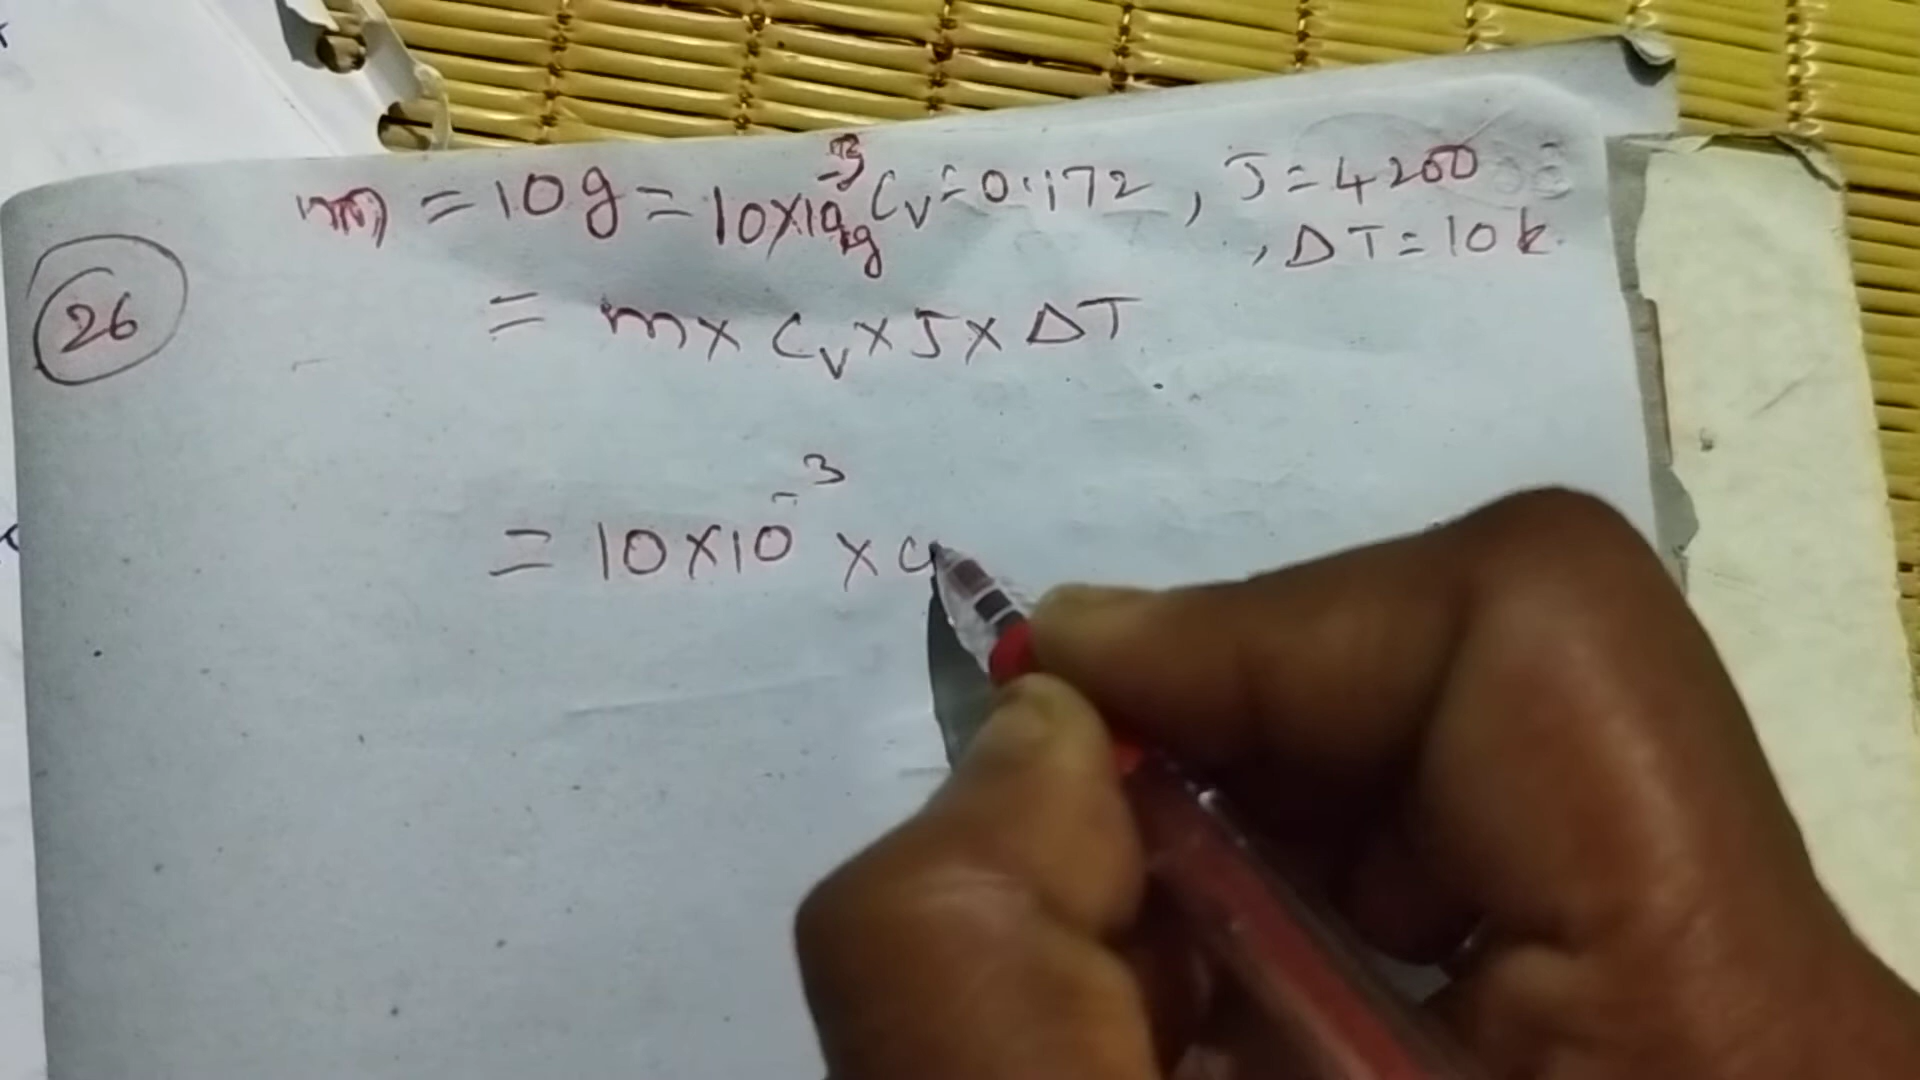 m = 10g = 10×10⁻³kg Cv = 0.172, J = 4200
, ΔT = 10k.
26
= m × Cv × J × ΔT
= 10×10⁻³ × 0